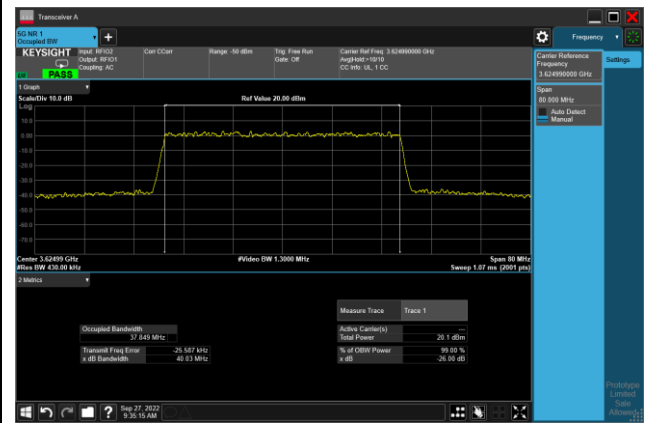 Transceiver A
5G NR 1
Occupied BW
Frequency
KEYSIGHT
Input: RFIO2
Output: RFIO1
Coupling: AC
Corr CCorr
Range: -50 dBm
Trig: Free Run
Gate: Off
Carrier Ref Freq: 3.624990000 GHz
Avg|Hold:>10/10
CC Info: UL, 1 CC
PASS
Carrier Reference
Frequency
3.624990000 GHz
Settings
Span
80.000 MHz
Auto Detect
Manual
1 Graph
Scale/Div 10.0 dB
Ref Value 20.00 dBm
Log
10.0
0.00
-10.0
-20.0
-30.0
-40.0
-50.0
-60.0
-70.0
Center 3.62499 GHz
#Video BW 1.3000 MHz
Span 80 MHz
#Res BW 430.00 kHz
Sweep 1.07 ms (2001 pts)
2 Metrics
Measure Trace
Trace 1
Occupied Bandwidth
37.849 MHz
Active Carrier(s)
---
Total Power
20.1 dBm
Transmit Freq Error
-25.587 kHz
% of OBW Power
99.00 %
x dB Bandwidth
40.03 MHz
x dB
-26.00 dB
Prototype
Limited
Sale
Allowed
Sep 27, 2022
9:35:15 AM